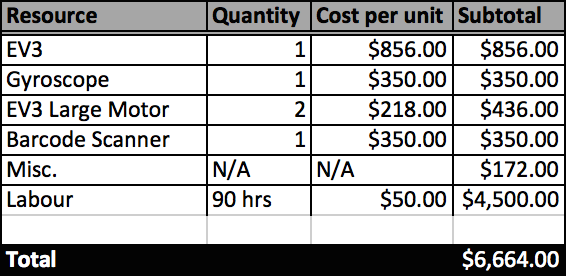 Resource Quantity Cost per unit Subtotal
EV3 1 $856.00 $856.00
Gyroscope 1 $350.00 $350.00
EV3 Large Motor 2 $218.00 $436.00
Barcode Scanner 1 $350.00 $350.00
Misc. N/A N/A $172.00
Labour 90 hrs $50.00 $4,500.00
Total $6,664.00